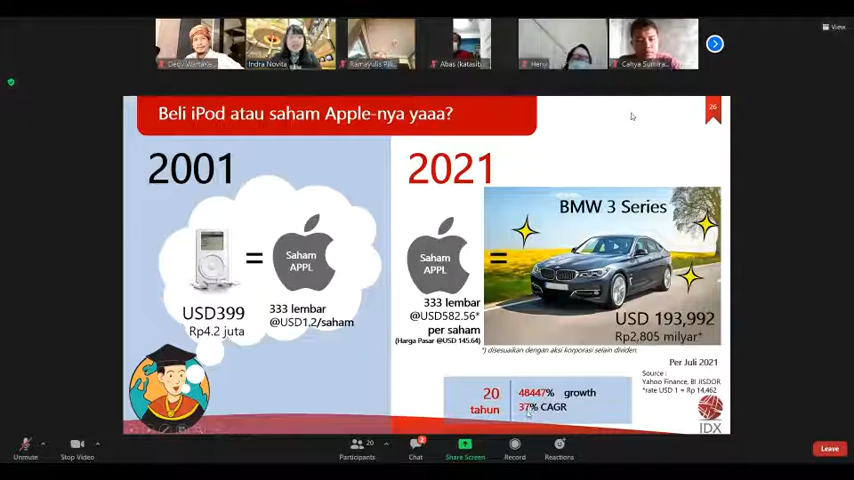 View
Indra Novita
Heny
Beli iPod atau saham Apple-nya yaaa?
26
2001
2021
BMW 3 Series
Saham
APPL
Saham
APPL
=
=
USD399
Rp4.2 juta
333 lembar
@USD1.2/saham
333 lembar
@USD582.56*
per saham
(Harga Pasar @USD 145.64)
USD 193,992
Rp2,805 milyar*
*) disesuaikan dengan aksi korporasi selain dividen.
Per Juli 2021
Source :
Yahoo Finance, BI JISDOR
*rate USD 1 = Rp 14,462
20
tahun
48447% growth
37% CAGR
IDX
Unmute
Stop Video
20
Participants
2
Chat
Share Screen
Record
Reactions
Leave